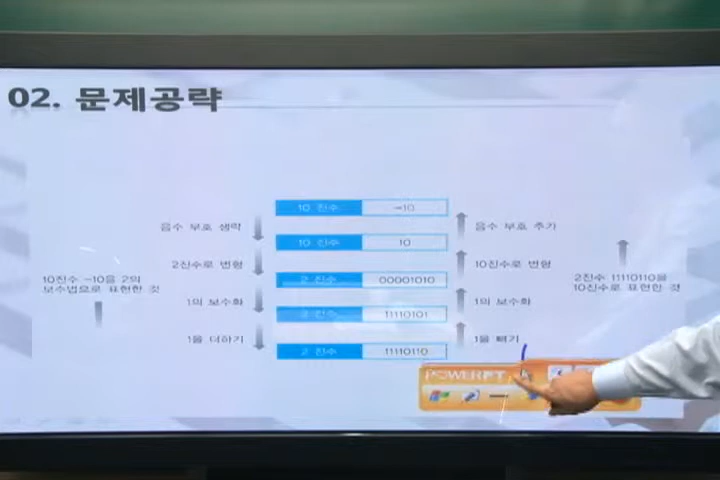 02. 문제공략
10 진수 -10
음수 부호 생략
음수 부호 추가
10 진수 10
2진수로 변형
10진수로 변형
10진수 -10을 2의
보수법으로 표현한 것
2 진수 00001010
2진수 11110110을
10진수로 표현한 것
1의 보수화
1의 보수화
2 진수 11110101
1을 더하기
1을 빼기
2 진수 11110110
POWERPT